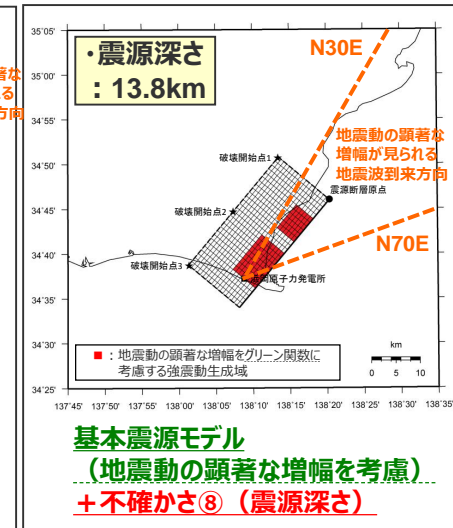 著な
る
方向
・震源深さ
：13.8km
N30E
地震動の顕著な
増幅が見られる
地震波到来方向
N70E
破壊開始点1
破壊開始点2
破壊開始点3
震源断層原点
浜岡原子力発電所
■：地震動の顕著な増幅をグリーン関数に
考慮する強震動生成域
km
0 5 10
35°05'
35°00'
34°55'
34°50'
34°45'
34°40'
34°35'
34°30'
34°25'
137°45' 137°50' 137°55' 138°00' 138°05' 138°10' 138°15' 138°20' 138°25' 138°30' 138°35'
基本震源モデル
（地震動の顕著な増幅を考慮）
＋不確かさ⑧（震源深さ）